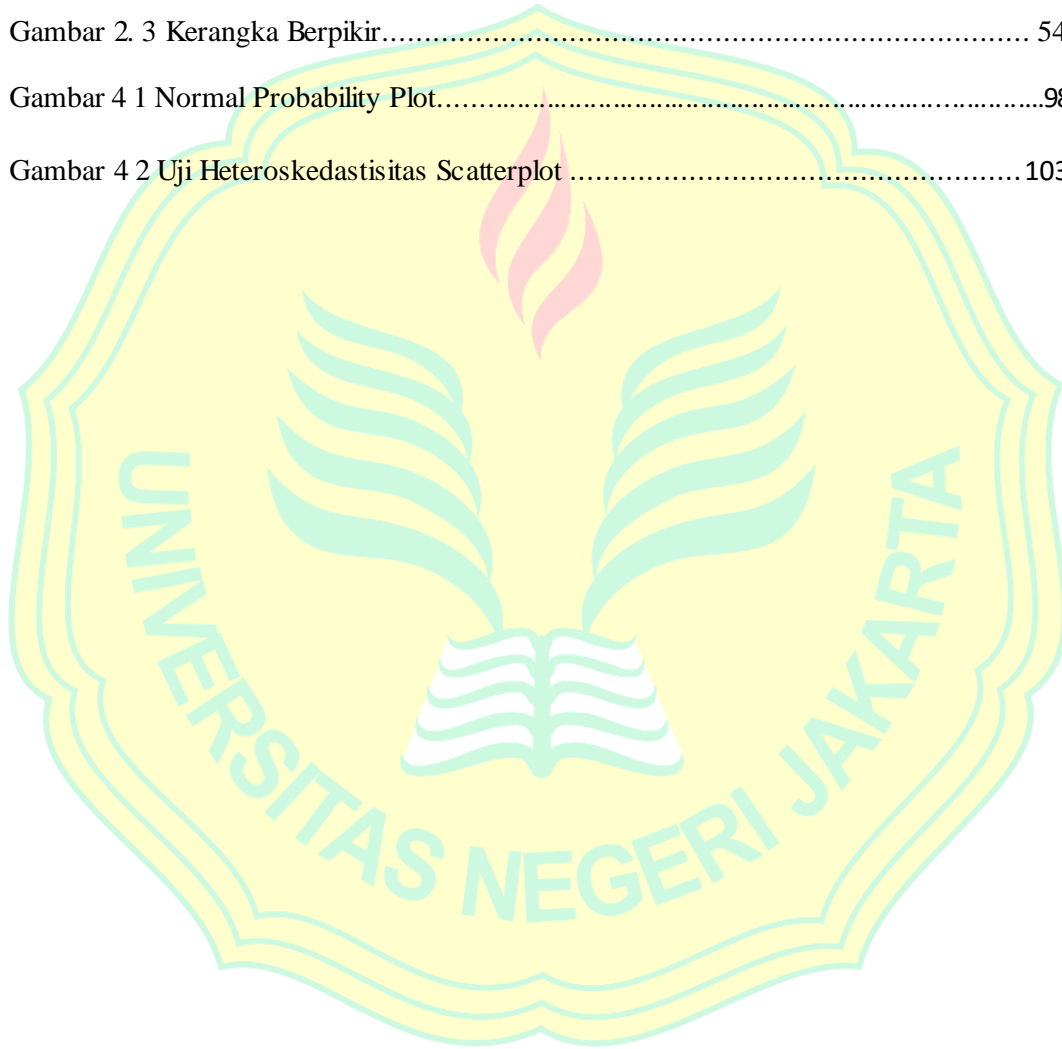 Gambar 2. 3 Kerangka Berpikir........................................................................... 54
Gambar 4 1 Normal Probability Plot.......................................................................98
Gambar 4 2 Uji Heteroskedastisitas Scatterplot .................................................... 103
UNIVERSITAS NEGERI JAKARTA